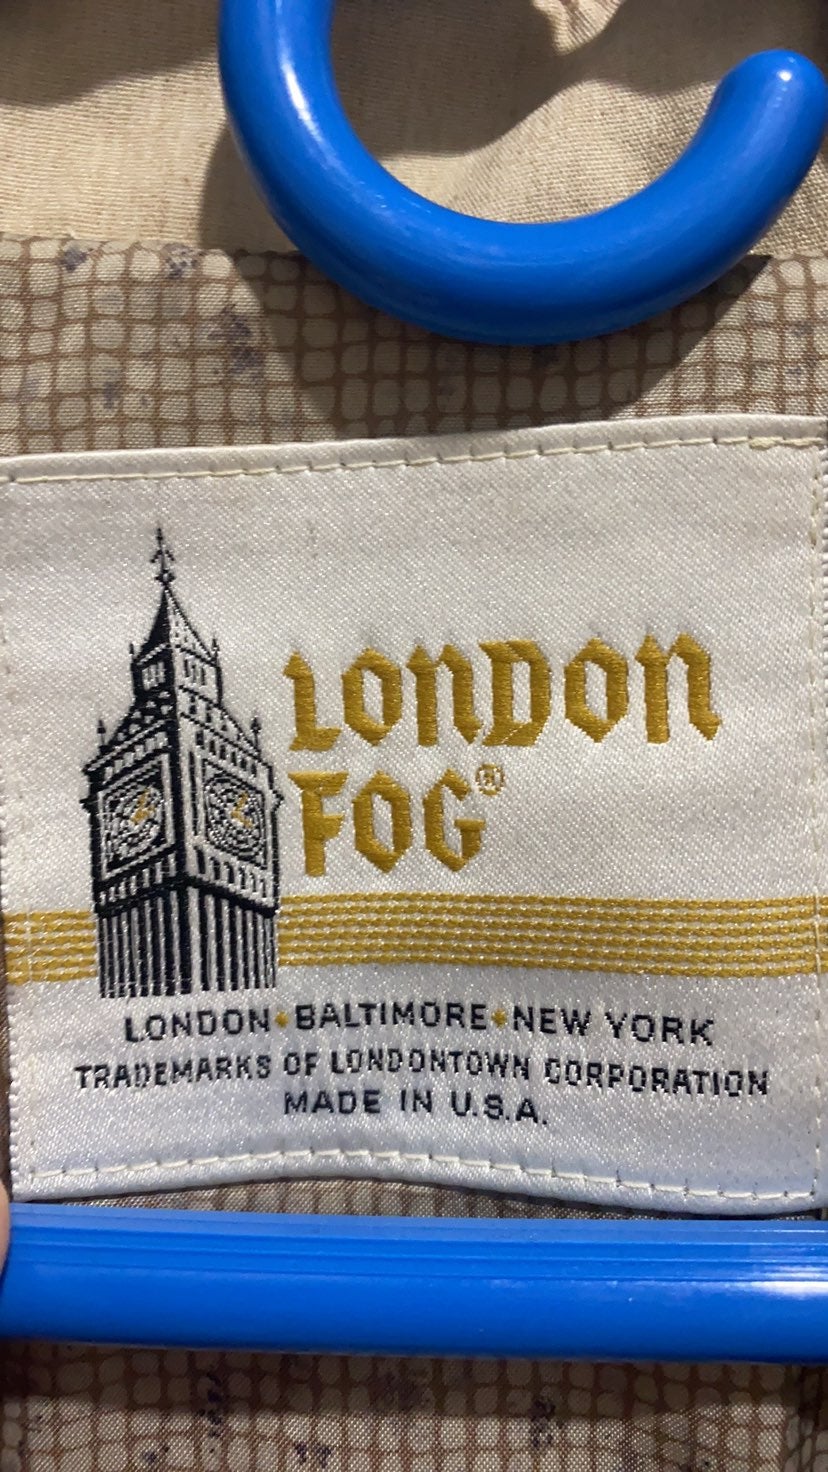 LONDON
FOG®
LONDON•BALTIMORE•NEW YORK
TRADEMARKS OF LONDONTOWN CORPORATION
MADE IN U.S.A.